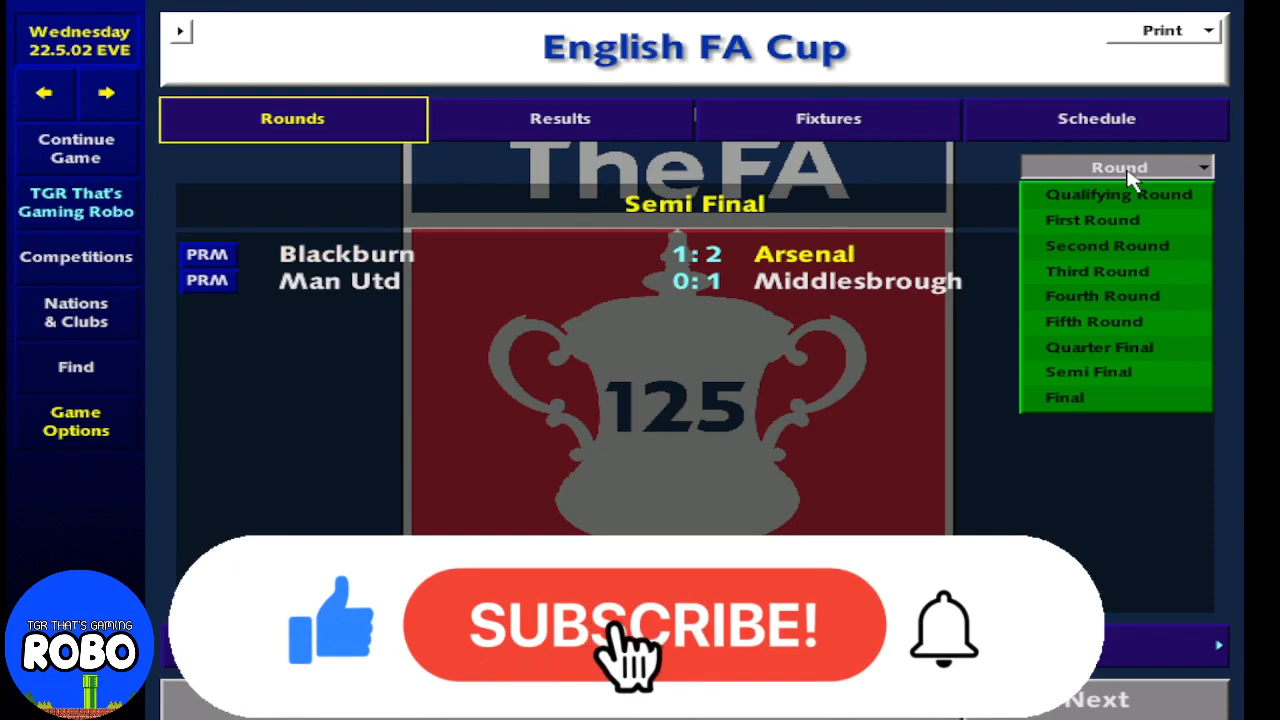 Wednesday
22.5.02 EVE
Continue
Game
TGR That's
Gaming Robo
Competitions
Nations
& Clubs
Find
Game
Options
English FA Cup
Print
Rounds
Results
Fixtures
Schedule
The FA
Round
Qualifying Round
First Round
Second Round
Third Round
Fourth Round
Fifth Round
Quarter Final
Semi Final
Final
Semi Final
PRM Blackburn 1: 2 Arsenal
PRM Man Utd 0: 1 Middlesbrough
125
SUBSCRIBE!
TGR THAT'S GAMING
ROBO
Next